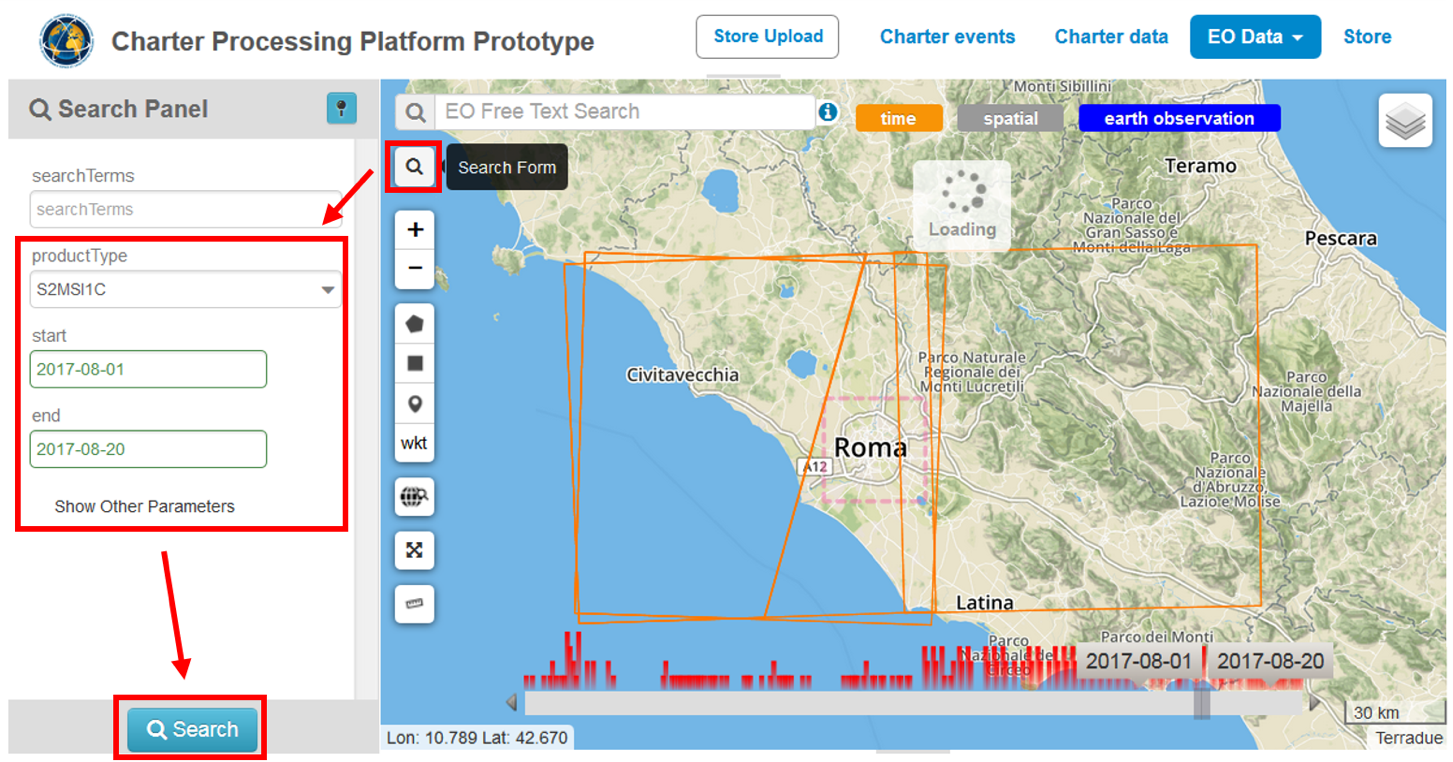 Charter Processing Platform Prototype
Store Upload
Charter events
Charter data
EO Data
Store
Search Panel
searchTerms
searchTerms
productType
S2MSI1C
start
2017-08-01
end
2017-08-20
Show Other Parameters
Search
EO Free Text Search
time
spatial
earth observation
Search Form
+
−
wkt
Loading
Monti Sibillini
Teramo
Parco
Nazionale del
Gran Sasso e
Monti della Laga
Pescara
Civitavecchia
Parco Naturale
Regionale dei
Monti Lucretili
Parco
Nazionale della
Majella
Roma
A12
Parco
Nazionale
d'Abruzzo,
Lazio e Molise
Latina
Parco
Nazionale de
Circeo
Parco dei Monti
2017-08-01
2017-08-20
30 km
Lon: 10.789 Lat: 42.670
Terradue